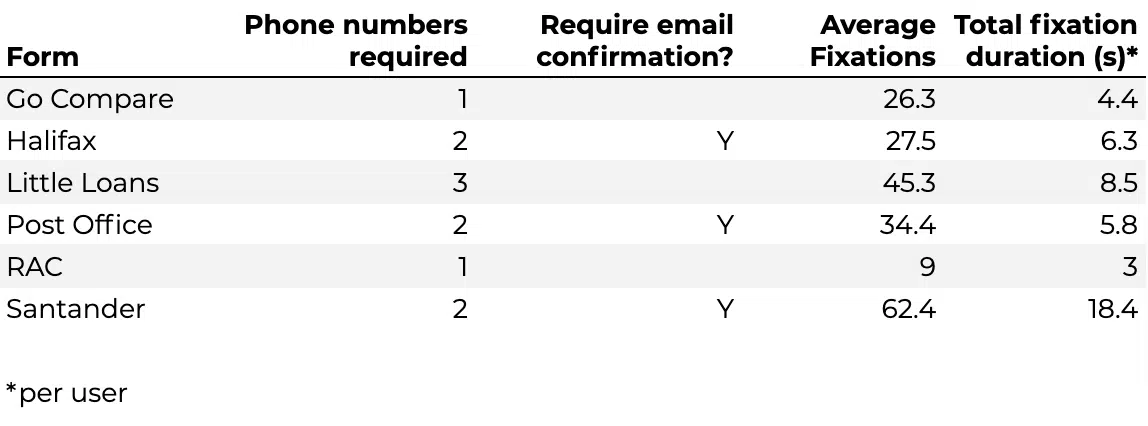 Phone numbers Require email Average Total fixation
Form required confirmation? Fixations duration (s)*
Go Compare 1 26.3 4.4
Halifax 2 Y 27.5 6.3
Little Loans 3 45.3 8.5
Post Office 2 Y 34.4 5.8
RAC 1 9 3
Santander 2 Y 62.4 18.4
*per user